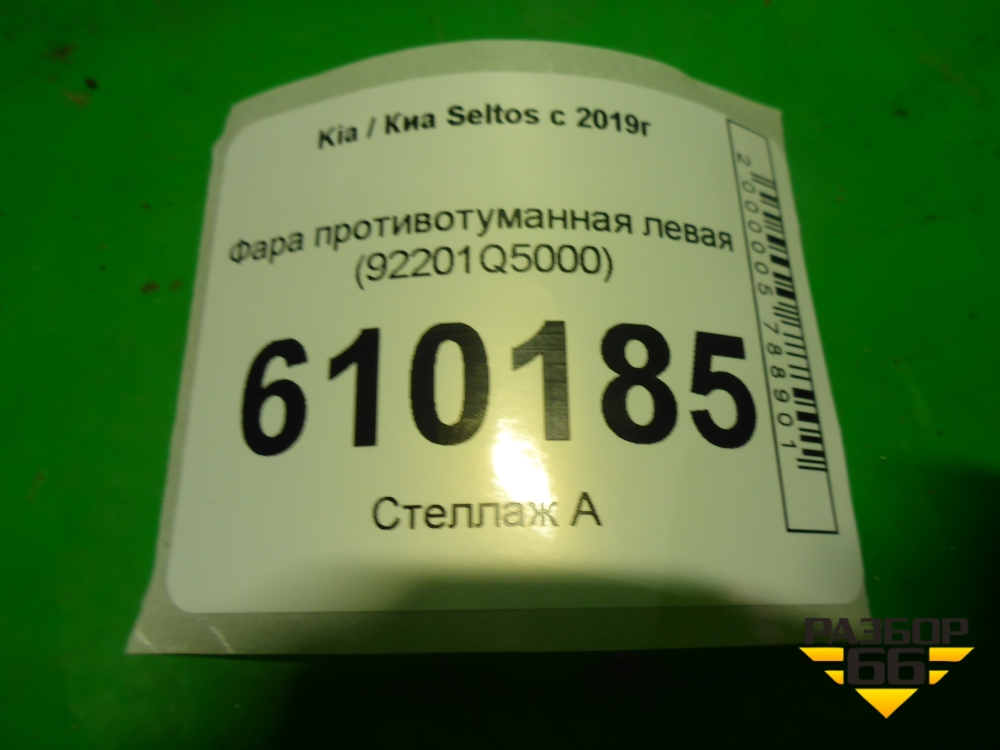 Kia / Киа Seltos с 2019г
Фара противотуманная левая
(92201Q5000)
610185
Стеллаж А
2000005788901
РАЗБОР
66